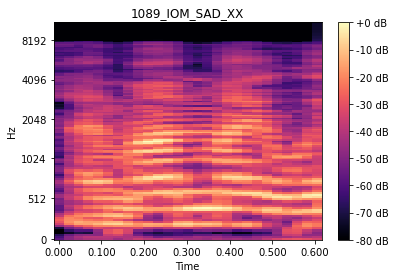 1089_IOM_SAD_XX
+0 dB
8192
-10 dB
4096
-20 dB
-30 dB
2048
Hz
-40 dB
1024
-50 dB
512
-60 dB
-70 dB
0
-80 dB
0.000 0.100 0.200 0.300 0.400 0.500 0.600
Time